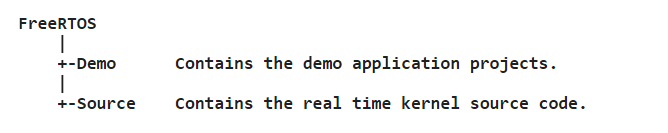 FreeRTOS
    |
    +-Demo      Contains the demo application projects.
    |
    +-Source    Contains the real time kernel source code.